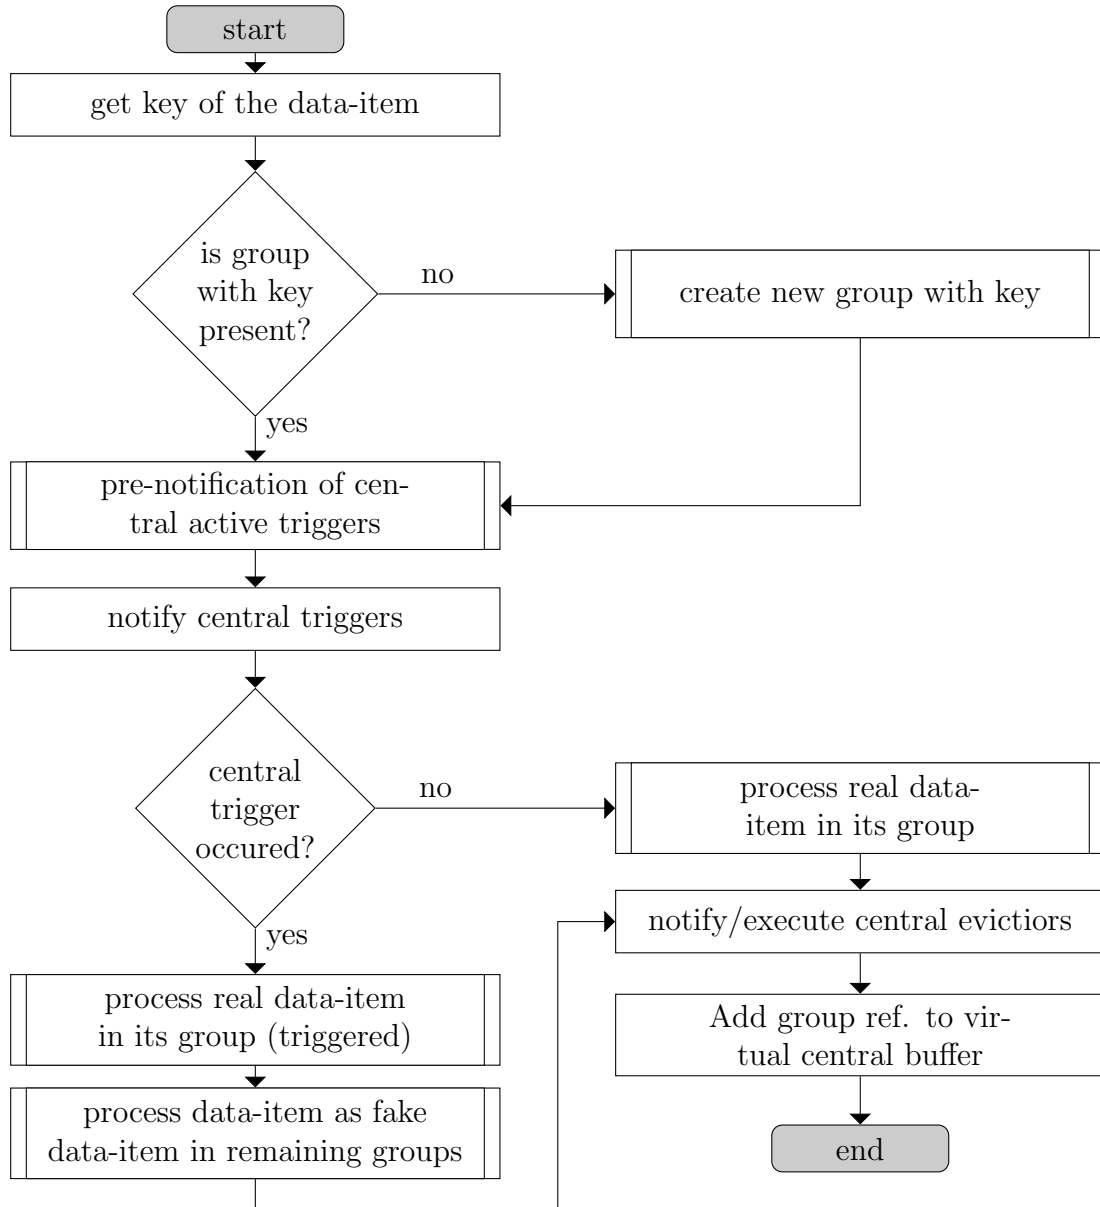 start
get key of the data-item
is group
with key
present?
no
create new group with key
yes
pre-notification of cen-
tral active triggers
notify central triggers
central
trigger
occured?
no
process real data-
item in its group
yes
notify/execute central evictiors
process real data-item
in its group (triggered)
Add group ref. to vir-
tual central buffer
process data-item as fake
data-item in remaining groups
end